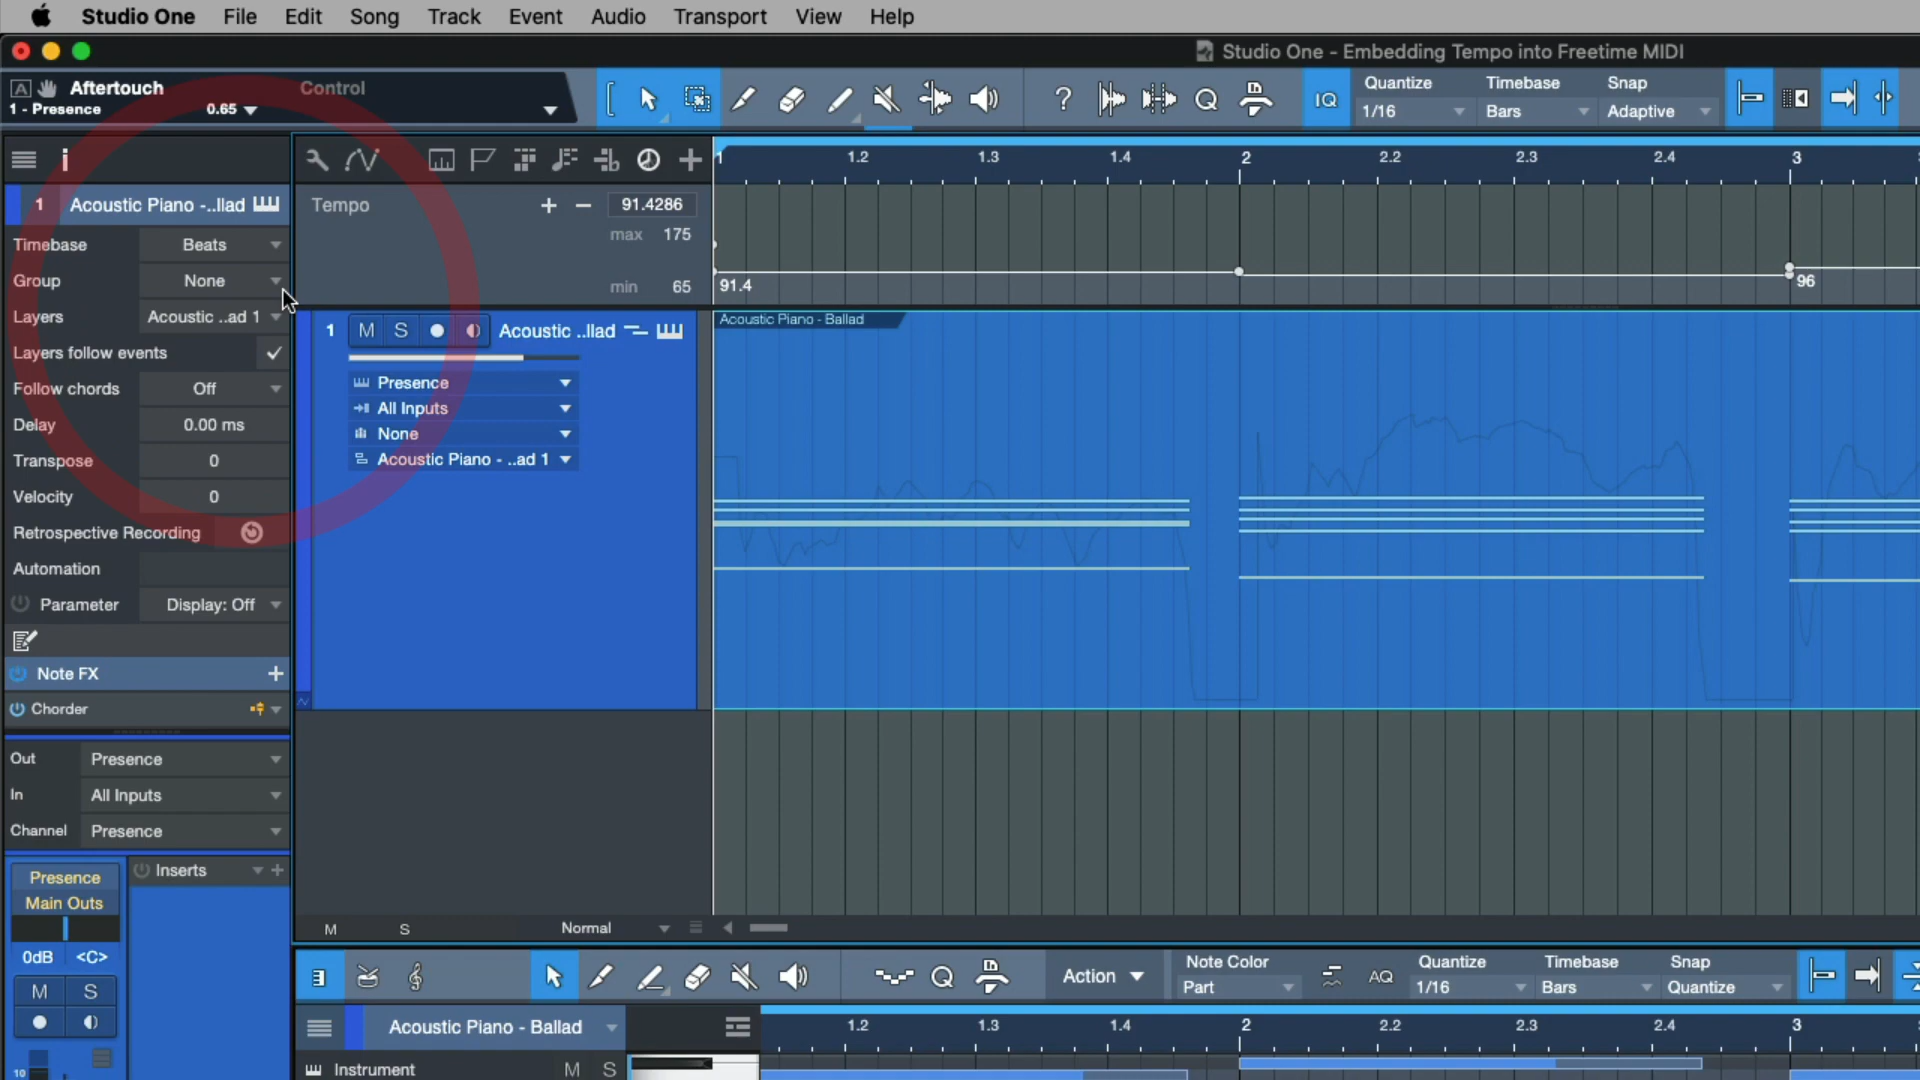 Studio One File Edit Song Track Event Audio Transport View Help
Studio One - Embedding Tempo into Freetime MIDI
A Aftertouch Control
1 - Presence 0.65
? IQ Quantize Timebase Snap
1/16 Bars Adaptive
i
1 1.2 1.3 1.4 2 2.2 2.3 2.4 3
1 Acoustic Piano -..llad
Tempo + − 91.4286
max 175
min 65
91.4
96
Timebase Beats
Group None
Layers Acoustic ..ad 1
Layers follow events
Follow chords Off
Delay 0.00 ms
Transpose 0
Velocity 0
Retrospective Recording
Automation
Parameter Display: Off
Note FX +
Chorder
Out Presence
In All Inputs
Channel Presence
Presence
Main Outs
Inserts +
0dB <C>
M S
10
1 M S Acoustic ..llad
Presence
All Inputs
None
Acoustic Piano - ..ad 1
Acoustic Piano - Ballad
M S Normal
Q Action Note Color AQ Quantize Timebase Snap
Part 1/16 Bars Quantize
Acoustic Piano - Ballad
1.2 1.3 1.4 2 2.2 2.3 2.4 3
Instrument M S